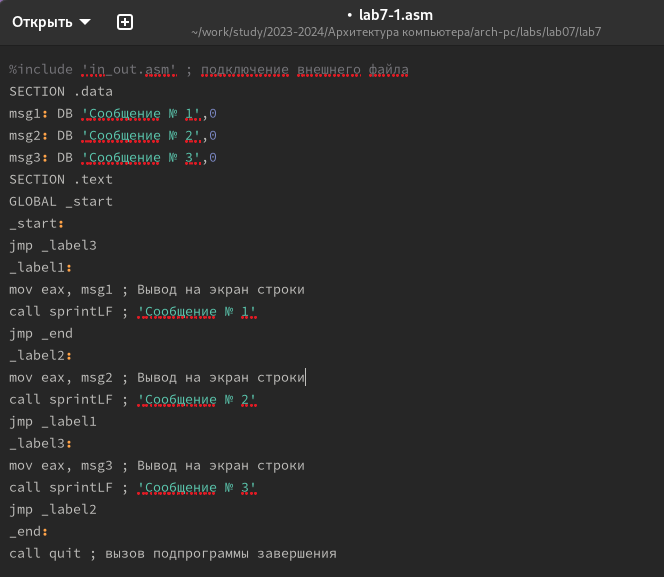 Открыть
• lab7-1.asm
~/work/study/2023-2024/Архитектура компьютера/arch-pc/labs/lab07/lab7
%include 'in_out.asm' ; подключение внешнего файла
SECTION .data
msg1: DB 'Сообщение № 1',0
msg2: DB 'Сообщение № 2',0
msg3: DB 'Сообщение № 3',0
SECTION .text
GLOBAL _start
_start:
jmp _label3
_label1:
mov eax, msg1 ; Вывод на экран строки
call sprintLF ; 'Сообщение № 1'
jmp _end
_label2:
mov eax, msg2 ; Вывод на экран строки
call sprintLF ; 'Сообщение № 2'
jmp _label1
_label3:
mov eax, msg3 ; Вывод на экран строки
call sprintLF ; 'Сообщение № 3'
jmp _label2
_end:
call quit ; вызов подпрограммы завершения